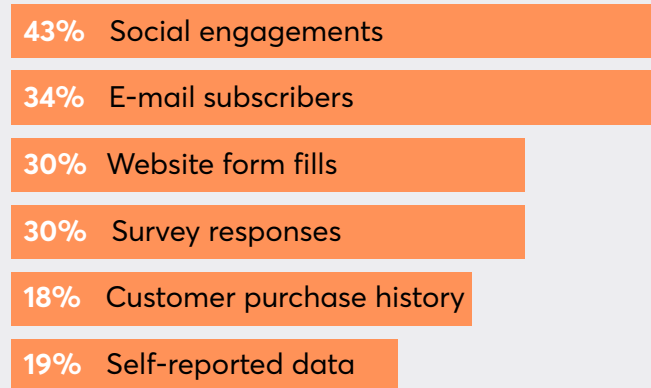 43% Social engagements
34% E-mail subscribers
30% Website form fills
30% Survey responses
18% Customer purchase history
19% Self-reported data